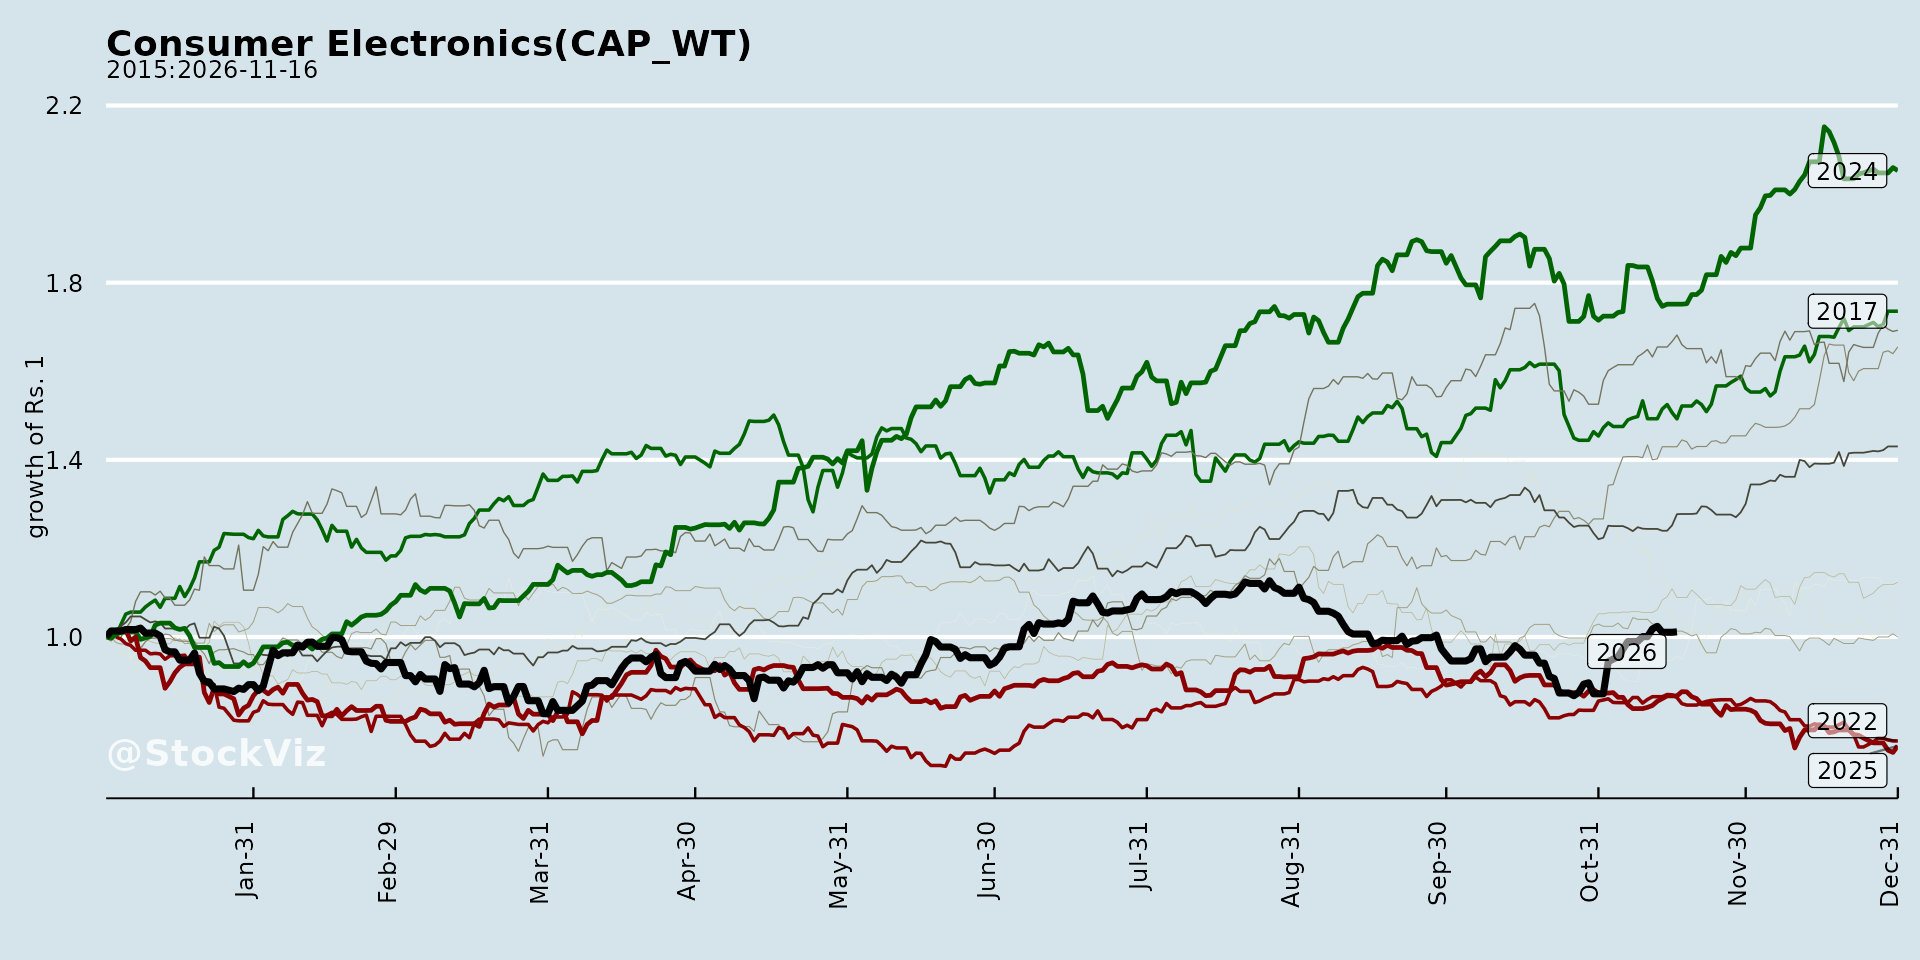 Consumer Electronics(CAP_WT)
2015:2026-11-16
growth of Rs. 1
2.2
1.8
1.4
1.0
2024
2017
2026
2022
2025
@StockViz
Jan-31
Feb-29
Mar-31
Apr-30
May-31
Jun-30
Jul-31
Aug-31
Sep-30
Oct-31
Nov-30
Dec-31